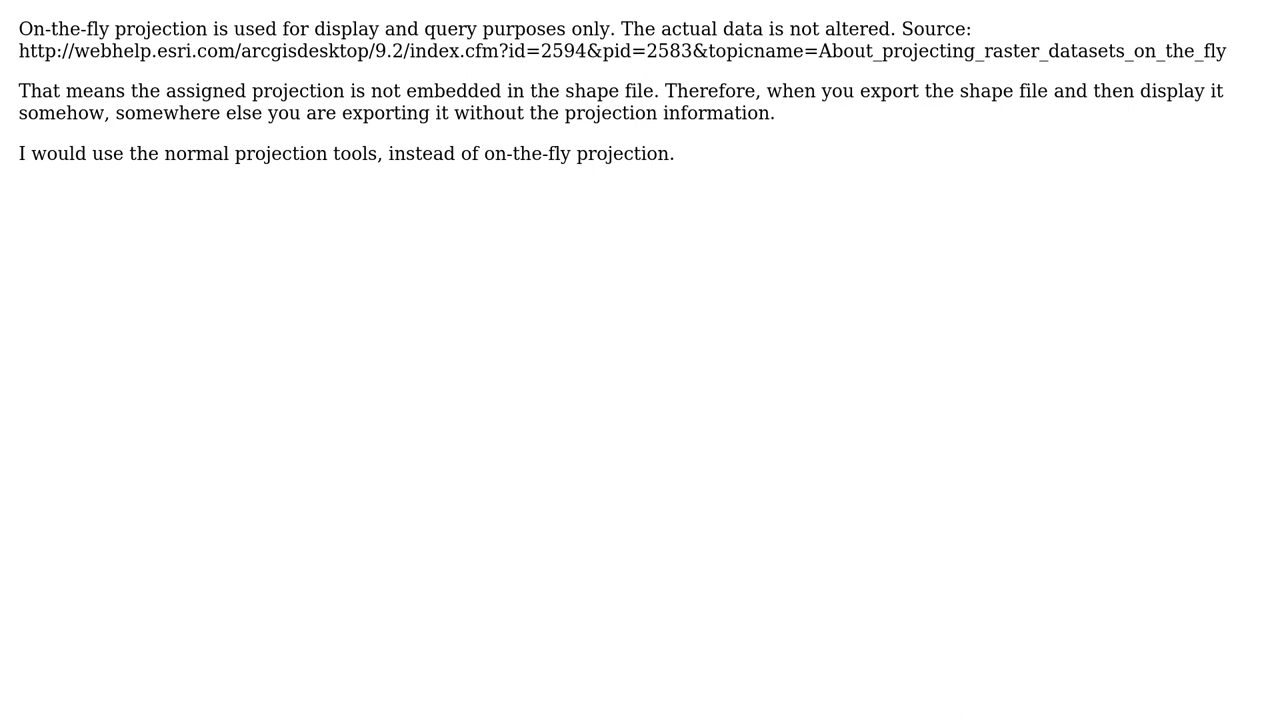 On-the-fly projection is used for display and query purposes only. The actual data is not altered. Source:
http://webhelp.esri.com/arcgisdesktop/9.2/index.cfm?id=2594&pid=2583&topicname=About_projecting_raster_datasets_on_the_fly
That means the assigned projection is not embedded in the shape file. Therefore, when you export the shape file and then display it
somehow, somewhere else you are exporting it without the projection information.
I would use the normal projection tools, instead of on-the-fly projection.